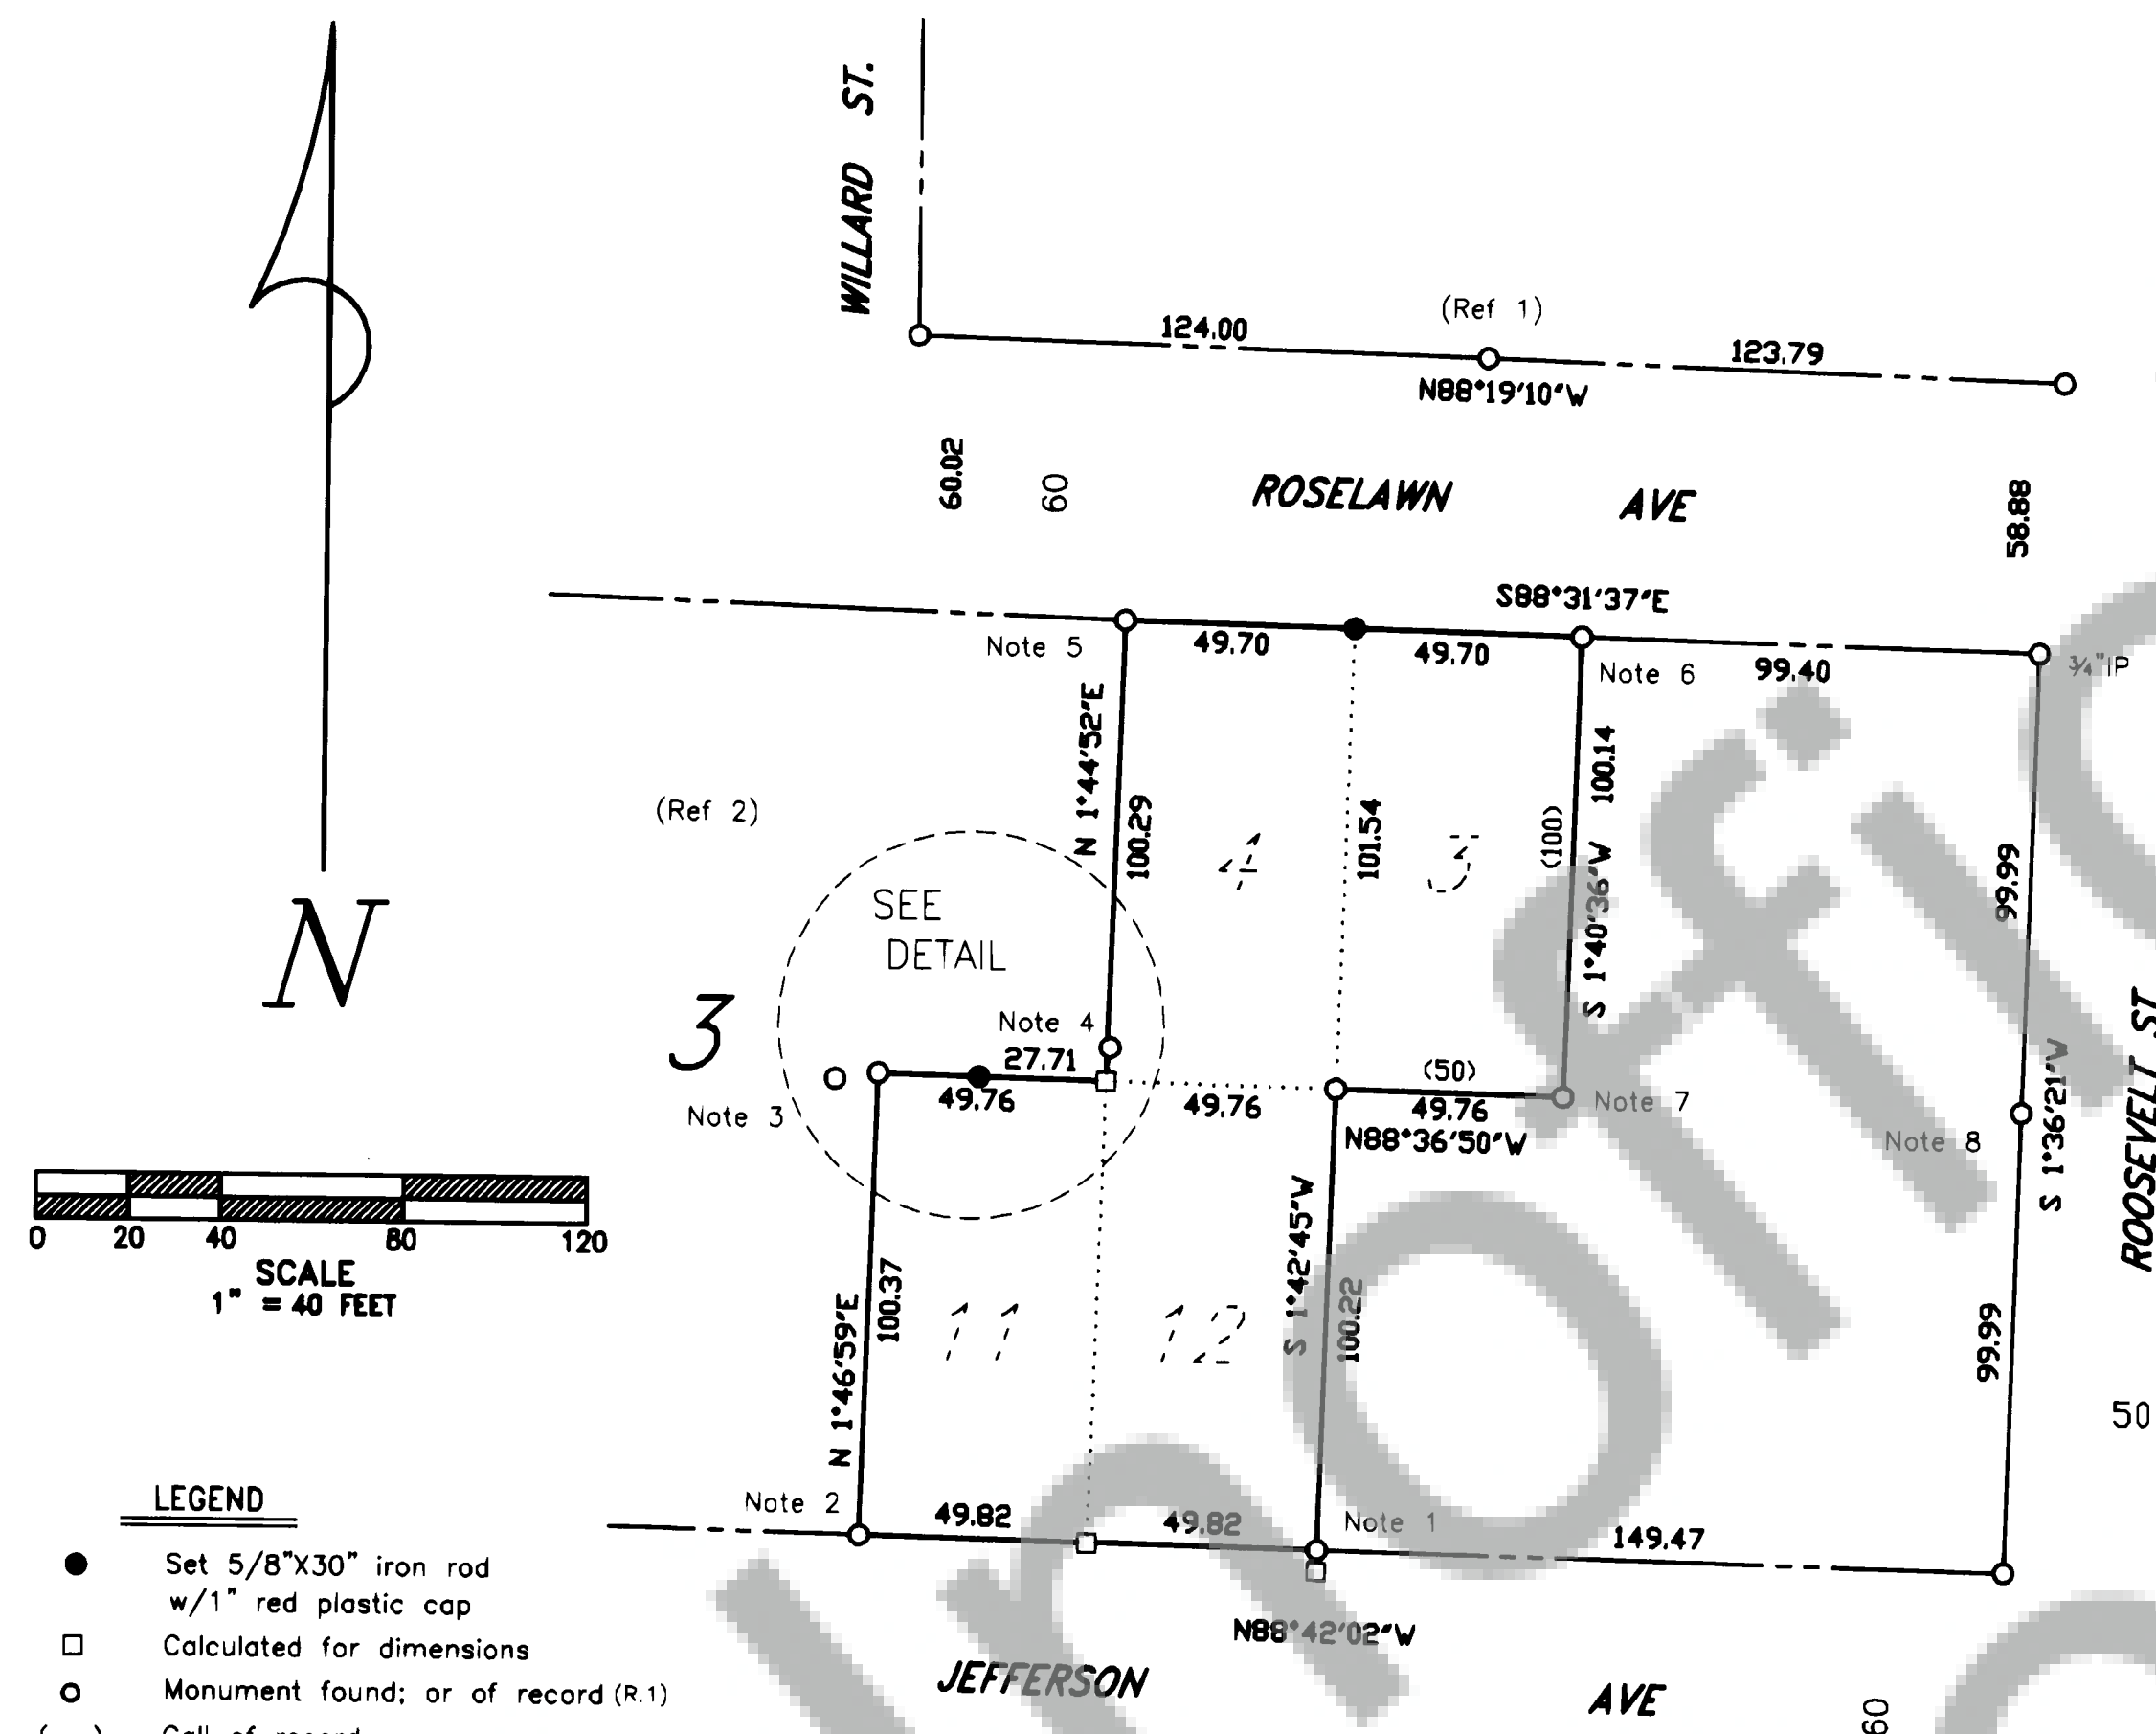 WILLARD ST.
(Ref 1)
124.00
123.79
N88°19'10"W
60.02
60
ROSELAWN AVE
58.88
S88°31'37"E
Note 5
49.70
49.70
Note 6
99.40
3/4"IP
N 1°44'52"E
100.29
(Ref 2)
4
101.54
3
(100)
S 1°40'36"W 100.14
99.99
SEE
DETAIL
N
3
Note 4
27.71
Note 3
49.76
49.76
(50)
49.76
Note 7
N88°36'50"W
Note 8
S 1°36'21"W
ROOSEVELT ST
0 20 40 80 120
SCALE
1" = 40 FEET
N 1°46'59"E
100.37
11
12
S 1°42'45"W
100.22
99.99
50
LEGEND
Note 2
49.82
49.82
Note 1
149.47
Set 5/8"X30" iron rod
w/1" red plastic cap
Calculated for dimensions
Monument found; or of record (R.1)
Call of record
N88°42'02"W
JEFFERSON AVE
60